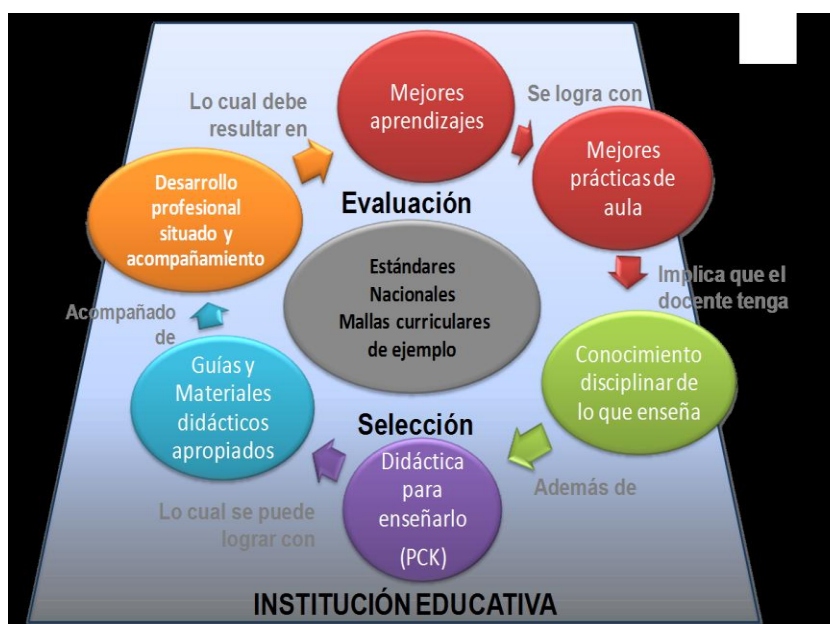 Mejores
aprendizajes
Se logra con
Mejores
prácticas de
aula
Implica que el
docente tenga
Conocimiento
disciplinar de
lo que enseña
Además de
Didáctica
para
enseñarlo
(PCK)
Lo cual se puede
lograr con
Guías y
Materiales
didácticos
apropiados
Acompañado
de
Desarrollo
profesional
situado y
acompañamiento
Lo cual debe
resultar en
Evaluación
Estándares
Nacionales
Mallas curriculares
de ejemplo
Selección
INSTITUCIÓN EDUCATIVA